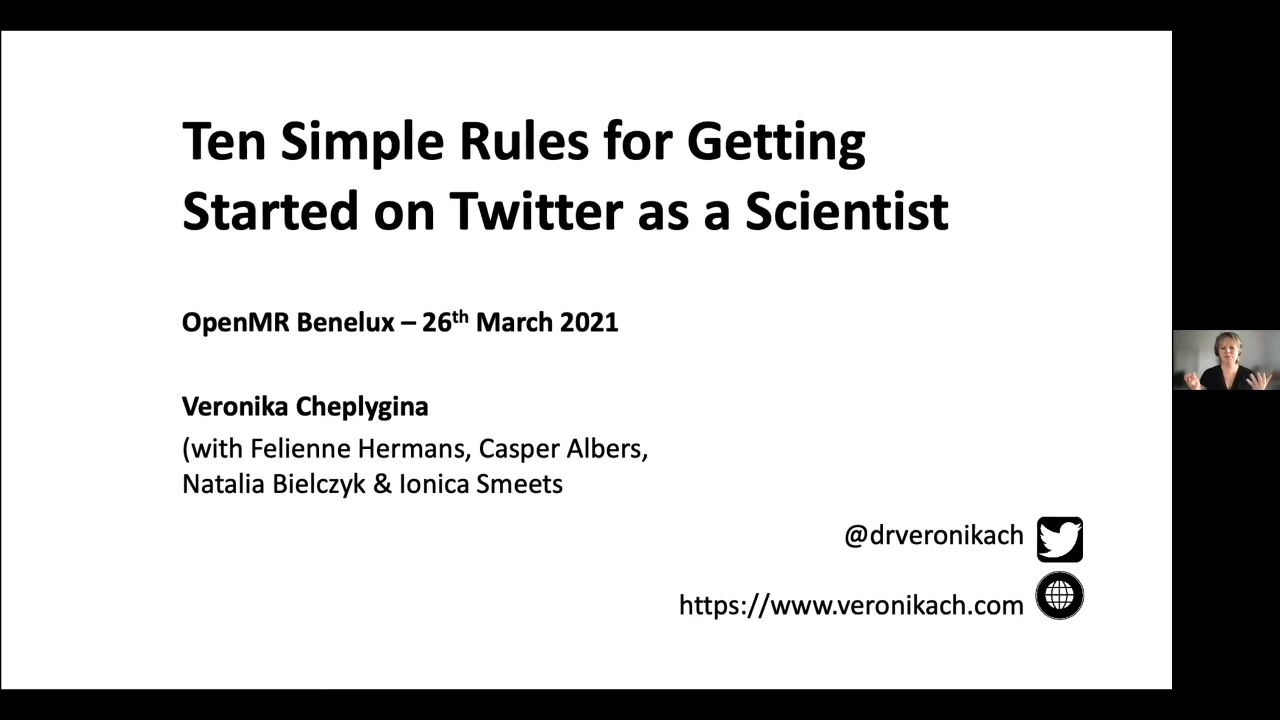 Ten Simple Rules for Getting
Started on Twitter as a Scientist
OpenMR Benelux – 26th March 2021
Veronika Cheplygina
(with Felienne Hermans, Casper Albers,
Natalia Bielczyk & Ionica Smeets
@drveronikach
https://www.veronikach.com